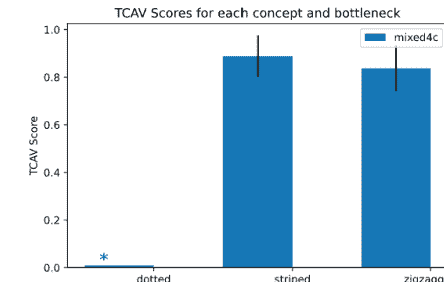 TCAV Scores for each concept and bottleneck
mixed4c
TCAV Score
1.0
0.8
0.6
0.4
0.2
0.0
*
dotted
striped
zigzagg